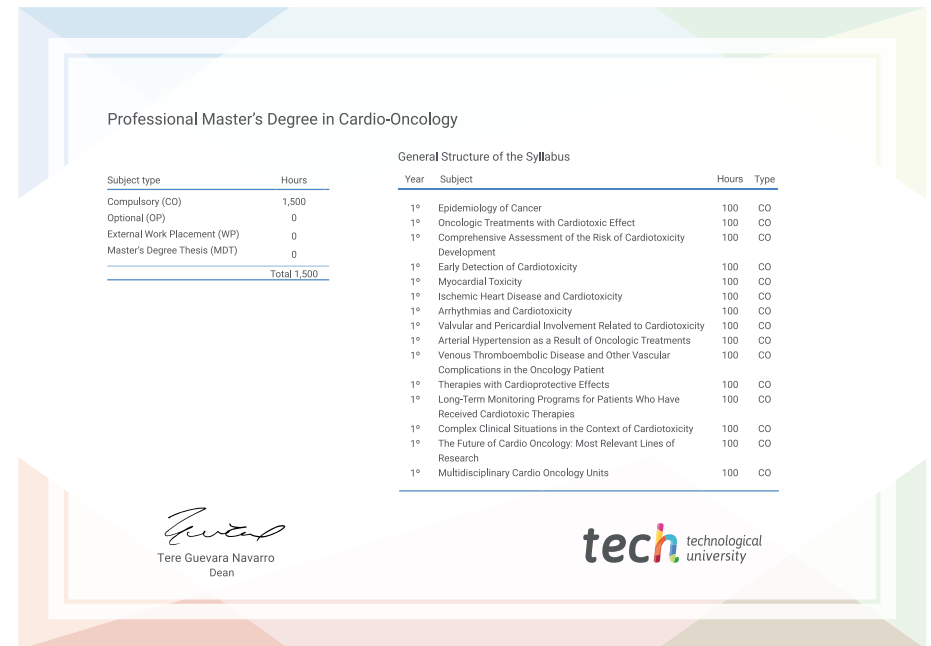 Professional Master's Degree in Cardio-Oncology
Subject type Hours
Compulsory (CO) 1,500
Optional (OP) 0
External Work Placement (WP) 0
Master's Degree Thesis (MDT) 0
Total 1,500
General Structure of the Syllabus
Year Subject Hours Type
1º Epidemiology of Cancer 100 CO
1º Oncologic Treatments with Cardiotoxic Effect 100 CO
1º Comprehensive Assessment of the Risk of Cardiotoxicity 100 CO
Development
1º Early Detection of Cardiotoxicity 100 CO
1º Myocardial Toxicity 100 CO
1º Ischemic Heart Disease and Cardiotoxicity 100 CO
1º Arrhythmias and Cardiotoxicity 100 CO
1º Valvular and Pericardial Involvement Related to Cardiotoxicity 100 CO
1º Arterial Hypertension as a Result of Oncologic Treatments 100 CO
1º Venous Thromboembolic Disease and Other Vascular 100 CO
Complications in the Oncology Patient
1º Therapies with Cardioprotective Effects 100 CO
1º Long-Term Monitoring Programs for Patients Who Have 100 CO
Received Cardiotoxic Therapies
1º Complex Clinical Situations in the Context of Cardiotoxicity 100 CO
1º The Future of Cardio Oncology: Most Relevant Lines of 100 CO
Research
1º Multidisciplinary Cardio Oncology Units 100 CO
Tere Guevara Navarro
Dean
tech technological
university